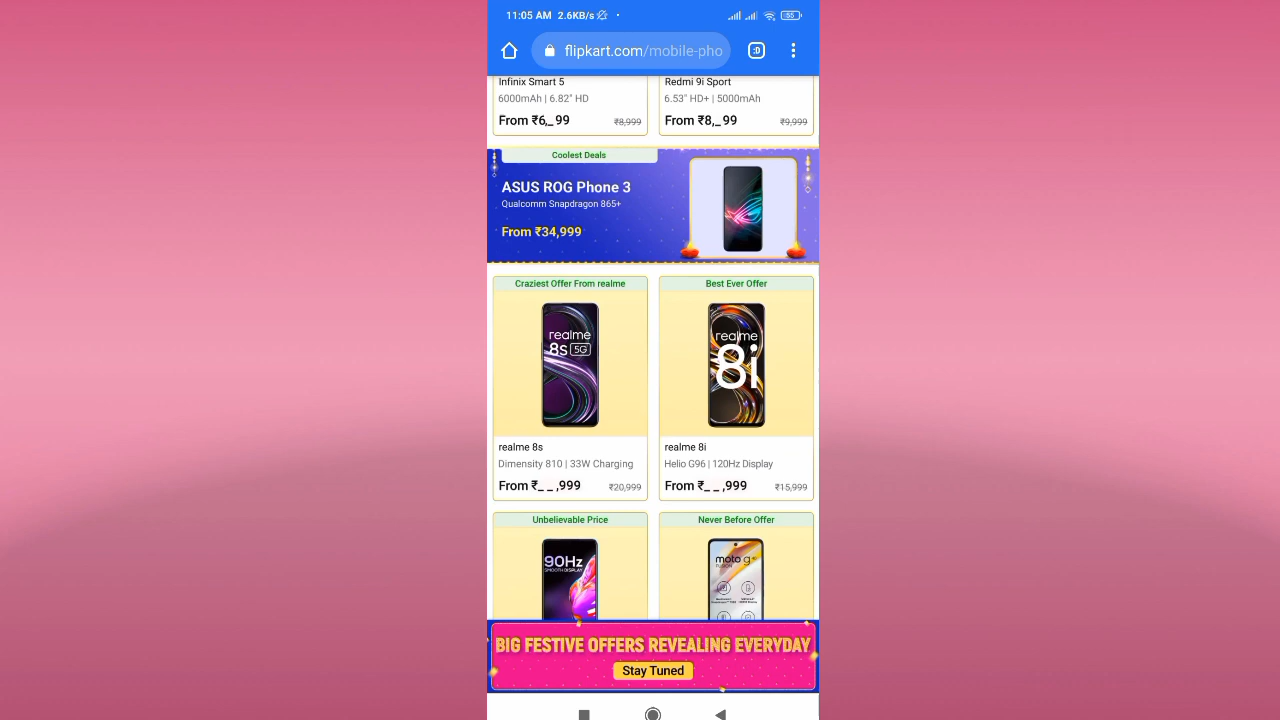 11:05 AM 2.6KB/s
55
flipkart.com/mobile-pho
:D
Infinix Smart 5
6000mAh | 6.82" HD
From ₹6,_99 ₹8,999
Redmi 9i Sport
6.53" HD+ | 5000mAh
From ₹8,_99 ₹9,999
Coolest Deals
ASUS ROG Phone 3
Qualcomm Snapdragon 865+
From ₹34,999
Craziest Offer From realme
realme
8s 5G
realme 8s
Dimensity 810 | 33W Charging
From ₹_ _,999 ₹20,999
Best Ever Offer
realme
8i
realme 8i
Helio G96 | 120Hz Display
From ₹_ _,999 ₹15,999
Unbelievable Price
90Hz
SMOOTH DISPLAY
Never Before Offer
moto g
FUSION
BIG FESTIVE OFFERS REVEALING EVERYDAY
Stay Tuned